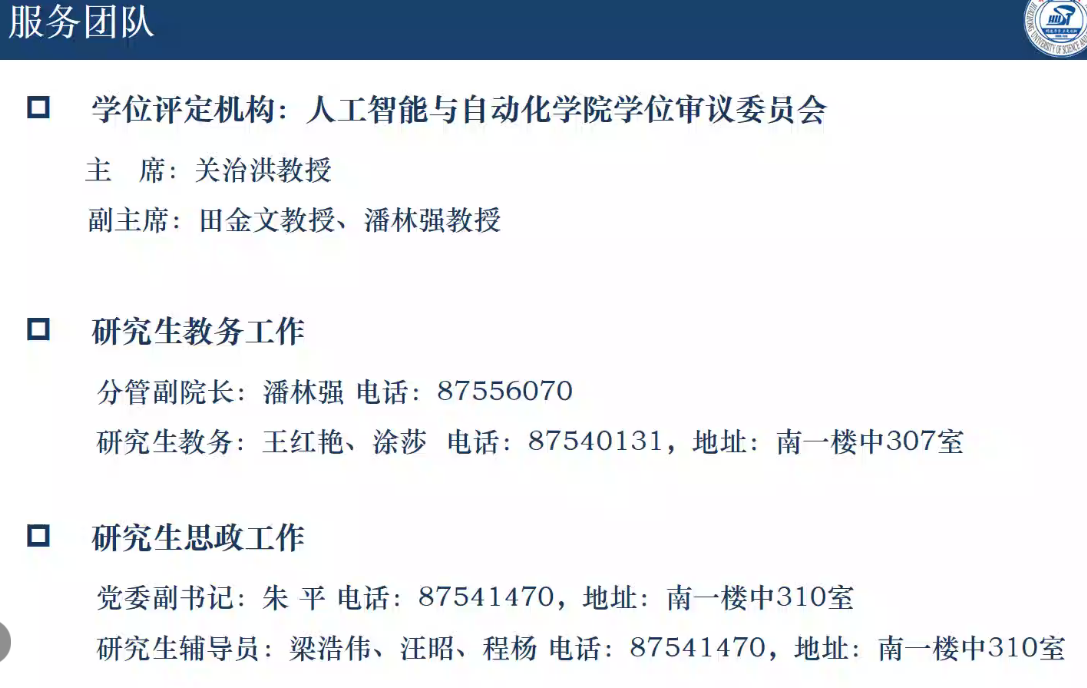 服务团队
学位评定机构：人工智能与自动化学院学位审议委员会
主　席：关治洪教授
副主席：田金文教授、潘林强教授
研究生教务工作
分管副院长：潘林强 电话：87556070
研究生教务：王红艳、涂莎 电话：87540131，地址：南一楼中307室
研究生思政工作
党委副书记：朱 平 电话：87541470，地址：南一楼中310室
研究生辅导员：梁浩伟、汪昭、程杨 电话：87541470，地址：南一楼中310室